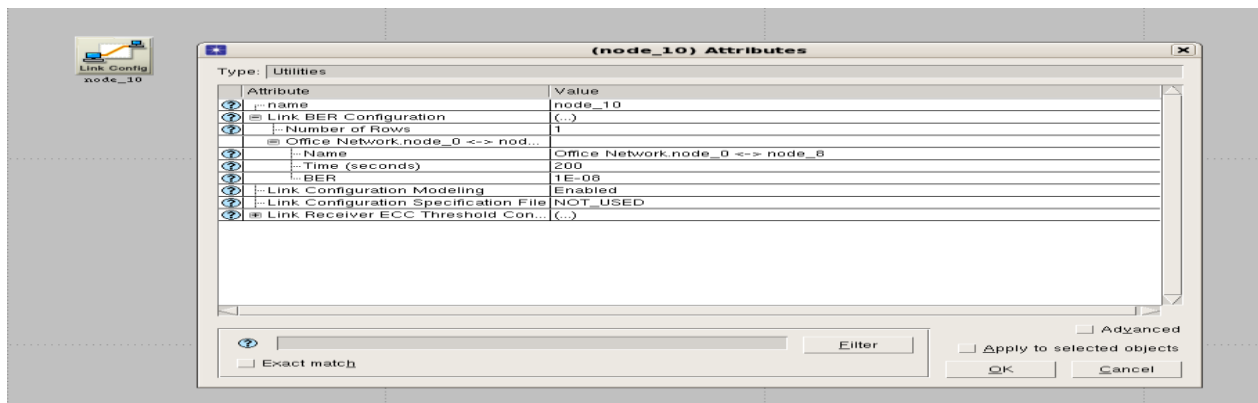 Link Config
node_10
(node_10) Attributes
Type: Utilities
Attribute Value
name node_10
Link BER Configuration (...)
Number of Rows 1
Office Network.node_0 <-> nod...
Name Office Network.node_0 <-> node_8
Time (seconds) 200
BER 1E-08
Link Configuration Modeling Enabled
Link Configuration Specification File NOT_USED
Link Receiver ECC Threshold Con... (...)
Advanced
Filter
Apply to selected objects
Exact match
OK Cancel